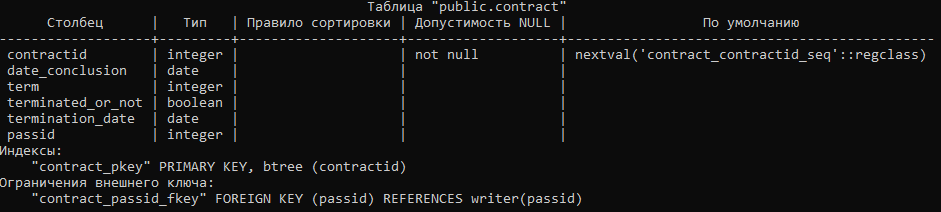 Таблица "public.contract"
Столбец | Тип | Правило сортировки | Допустимость NULL | По умолчанию
-------------------+---------+--------------------+-------------------+---------------------------------------------
contractid | integer | | not null | nextval('contract_contractid_seq'::regclass)
date_conclusion | date | | |
term | integer | | |
terminated_or_not | boolean | | |
termination_date | date | | |
passid | integer | | |
Индексы:
"contract_pkey" PRIMARY KEY, btree (contractid)
Ограничения внешнего ключа:
"contract_passid_fkey" FOREIGN KEY (passid) REFERENCES writer(passid)